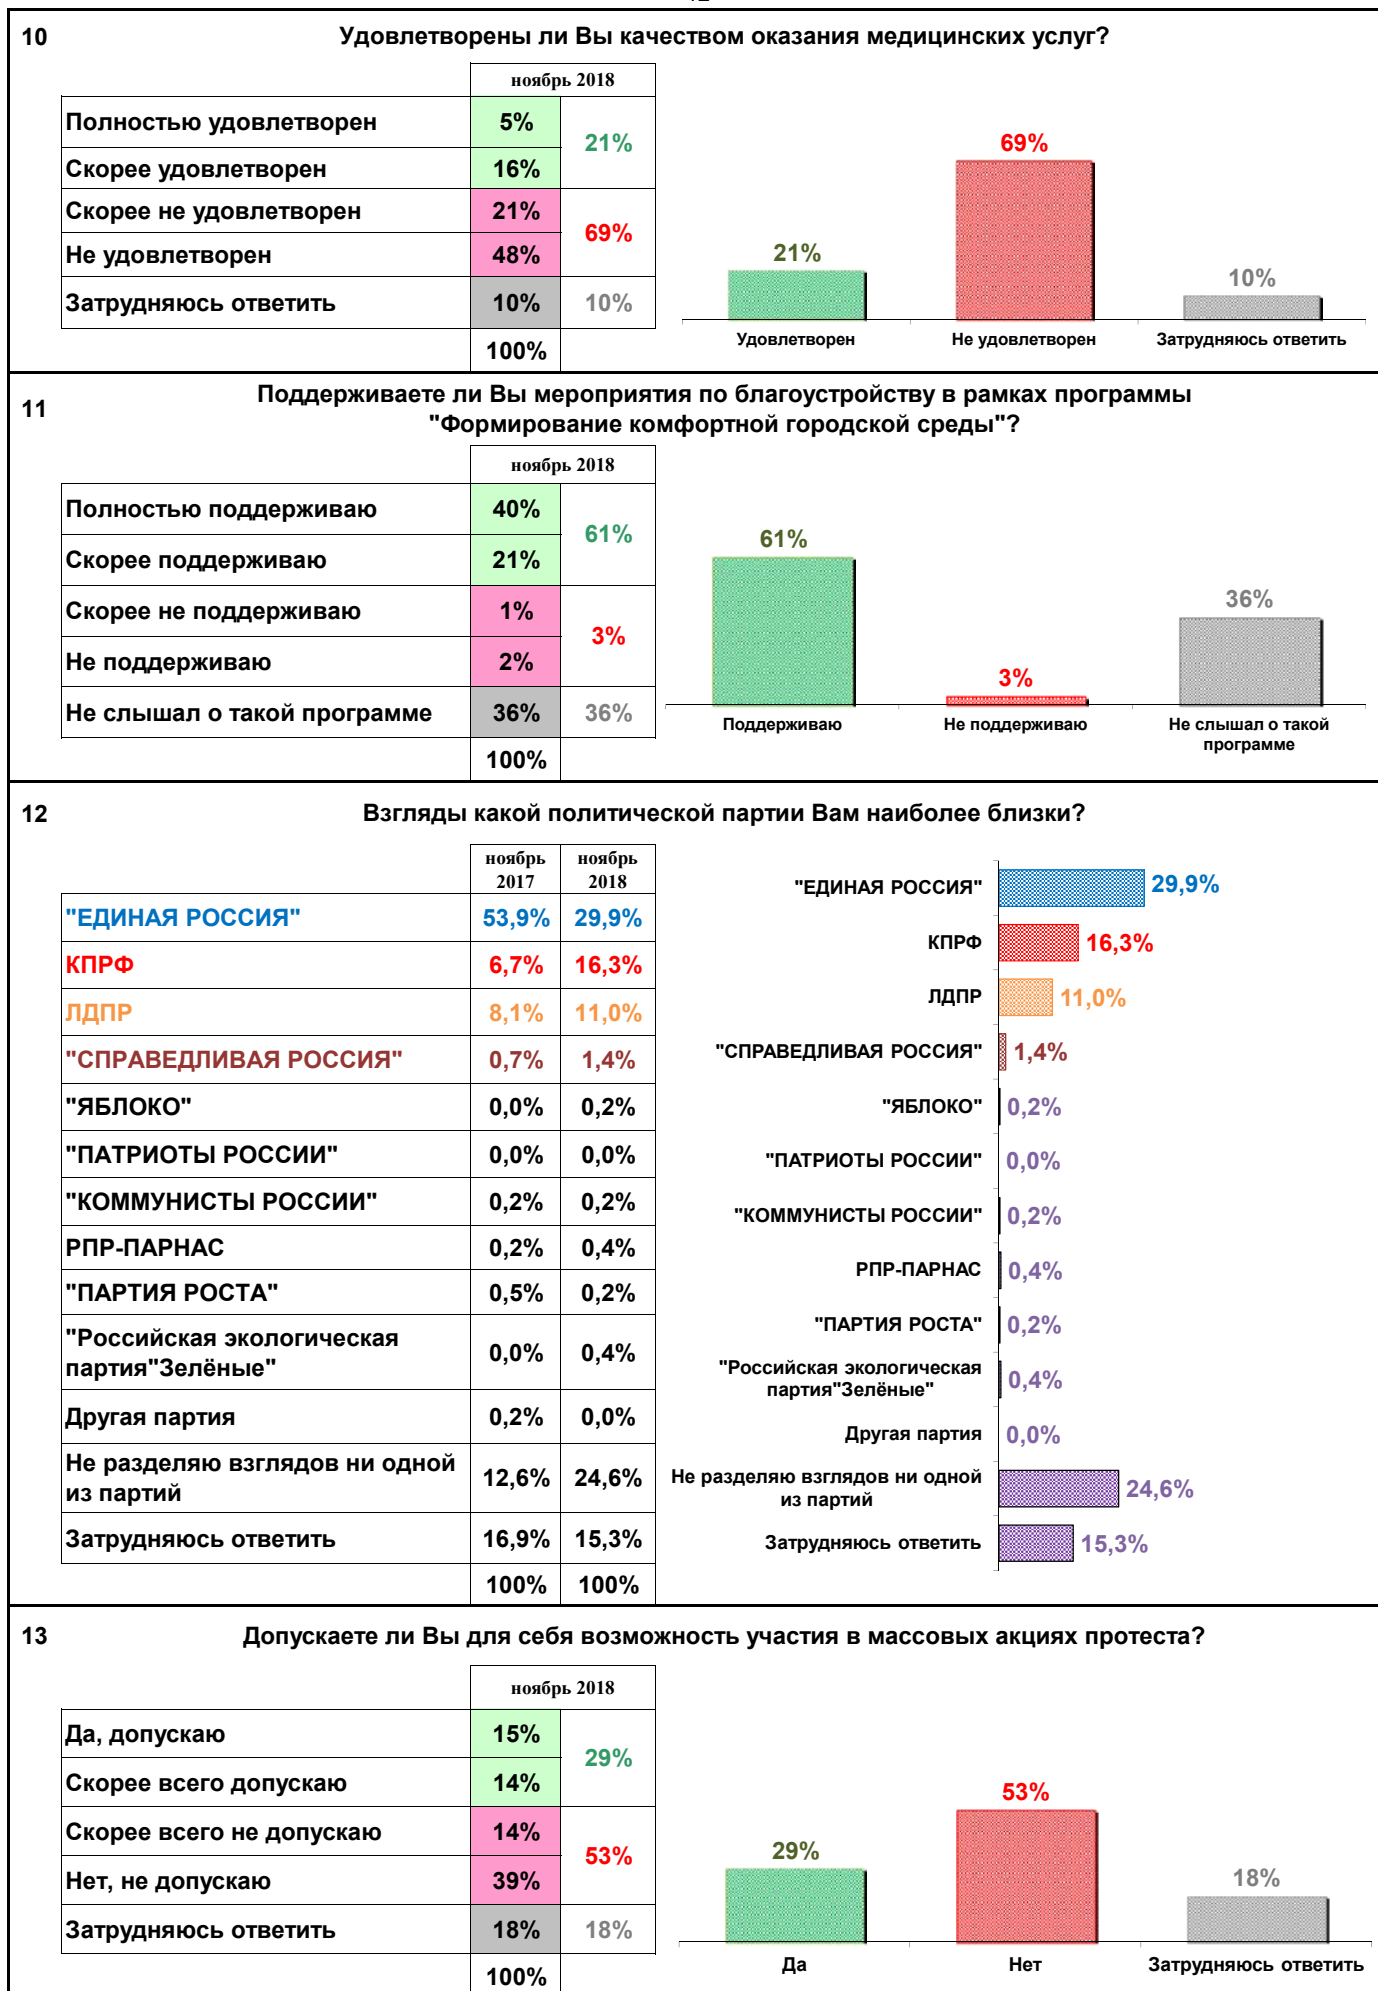 10 Удовлетворены ли Вы качеством оказания медицинских услуг?
ноябрь 2018
Полностью удовлетворен 5% 21%
Скорее удовлетворен 16%
Скорее не удовлетворен 21% 69%
Не удовлетворен 48%
Затрудняюсь ответить 10% 10%
100%
69%
21%
10%
Удовлетворен Не удовлетворен Затрудняюсь ответить
11 Поддерживаете ли Вы мероприятия по благоустройству в рамках программы
"Формирование комфортной городской среды"?
ноябрь 2018
Полностью поддерживаю 40% 61%
Скорее поддерживаю 21%
Скорее не поддерживаю 1% 3%
Не поддерживаю 2%
Не слышал о такой программе 36% 36%
100%
61%
36%
3%
Поддерживаю Не поддерживаю Не слышал о такой
программе
12 Взгляды какой политической партии Вам наиболее близки?
ноябрь ноябрь
2017 2018
"ЕДИНАЯ РОССИЯ" 53,9% 29,9%
КПРФ 6,7% 16,3%
ЛДПР 8,1% 11,0%
"СПРАВЕДЛИВАЯ РОССИЯ" 0,7% 1,4%
"ЯБЛОКО" 0,0% 0,2%
"ПАТРИОТЫ РОССИИ" 0,0% 0,0%
"КОММУНИСТЫ РОССИИ" 0,2% 0,2%
РПР-ПАРНАС 0,2% 0,4%
"ПАРТИЯ РОСТА" 0,5% 0,2%
"Российская экологическая
партия"Зелёные" 0,0% 0,4%
Другая партия 0,2% 0,0%
Не разделяю взглядов ни одной
из партий 12,6% 24,6%
Затрудняюсь ответить 16,9% 15,3%
100% 100%
"ЕДИНАЯ РОССИЯ" 29,9%
КПРФ 16,3%
ЛДПР 11,0%
"СПРАВЕДЛИВАЯ РОССИЯ" 1,4%
"ЯБЛОКО" 0,2%
"ПАТРИОТЫ РОССИИ" 0,0%
"КОММУНИСТЫ РОССИИ" 0,2%
РПР-ПАРНАС 0,4%
"ПАРТИЯ РОСТА" 0,2%
"Российская экологическая
партия"Зелёные" 0,4%
Другая партия 0,0%
Не разделяю взглядов ни одной
из партий 24,6%
Затрудняюсь ответить 15,3%
13 Допускаете ли Вы для себя возможность участия в массовых акциях протеста?
ноябрь 2018
Да, допускаю 15% 29%
Скорее всего допускаю 14%
Скорее всего не допускаю 14% 53%
Нет, не допускаю 39%
Затрудняюсь ответить 18% 18%
100%
53%
29%
18%
Да Нет Затрудняюсь ответить